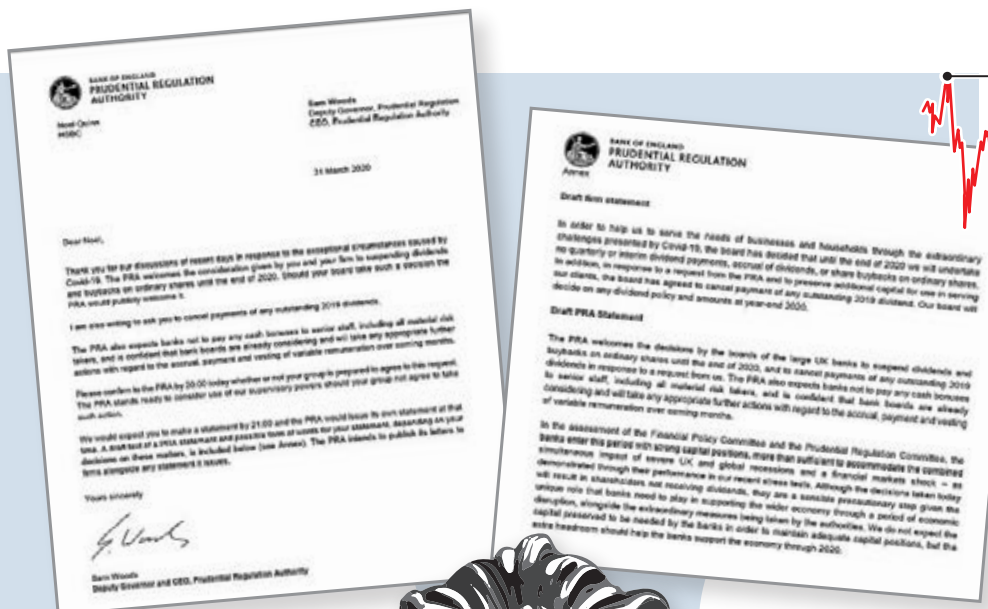 BANK OF ENGLAND
PRUDENTIAL REGULATION
AUTHORITY
Noel Quinn
HSBC
Sam Woods
Deputy Governor, Prudential Regulation
CEO, Prudential Regulation Authority
31 March 2020
Dear Noel,
Thank you for our discussions of recent days in response to the exceptional circumstances caused by
Covid-19. The PRA welcomes the consideration given by you and your firm to suspending dividends
and buybacks on ordinary shares until the end of 2020. Should your board take such a decision the
PRA would publicly welcome it.
I am also writing to ask you to cancel payments of any outstanding 2019 dividends.
The PRA also expects banks not to pay any cash bonuses to senior staff, including all material risk
takers, and is confident that bank boards are already considering and will take any appropriate further
actions with regard to the accrual, payment and vesting of variable remuneration over coming months.
Please confirm to the PRA by 20:00 today whether or not your group is prepared to agree to this request.
The PRA stands ready to consider use of our supervisory powers should your group not agree to take
such action.
We would expect you to make a statement by 21:00 and the PRA would issue its own statement at that
time. A draft text of a PRA statement and possible form of words for your statement, depending on your
decisions on these matters, is included below (see Annex). The PRA intends to publish its letters to
firms alongside any statement it issues.
Yours sincerely
Sam Woods
Deputy Governor and CEO, Prudential Regulation Authority
BANK OF ENGLAND
PRUDENTIAL REGULATION
AUTHORITY
Annex
Draft firm statement
In order to help us to serve the needs of businesses and households through the extraordinary
challenges presented by Covid-19, the board has decided that until the end of 2020 we will undertake
no quarterly or interim dividend payments, accrual of dividends, or share buybacks on ordinary shares.
In addition, in response to a request from the PRA and to preserve additional capital for use in serving
our clients, the board has agreed to cancel payment of any outstanding 2019 dividend. Our board will
decide on any dividend policy and amounts at year-end 2020.
Draft PRA Statement
The PRA welcomes the decisions by the boards of the large UK banks to suspend dividends and
buybacks on ordinary shares until the end of 2020, and to cancel payments of any outstanding 2019
dividends in response to a request from us. The PRA also expects banks not to pay any cash bonuses
to senior staff, including all material risk takers, and is confident that bank boards are already
considering and will take any appropriate further actions with regard to the accrual, payment and vesting
of variable remuneration over coming months.
In the assessment of the Financial Policy Committee and the Prudential Regulation Committee, the
banks enter this period with strong capital positions, more than sufficient to accommodate the combined
simultaneous impact of severe UK and global recessions and a financial markets shock – as
demonstrated through their performance in our recent stress tests. Although the decisions taken today
will result in shareholders not receiving dividends, they are a sensible precautionary step given the
unique role that banks need to play in supporting the wider economy through a period of economic
disruption, alongside the extraordinary measures being taken by the authorities. We do not expect the
capital preserved to be needed by the banks in order to maintain adequate capital positions, but the
extra headroom should help the banks support the economy through 2020.